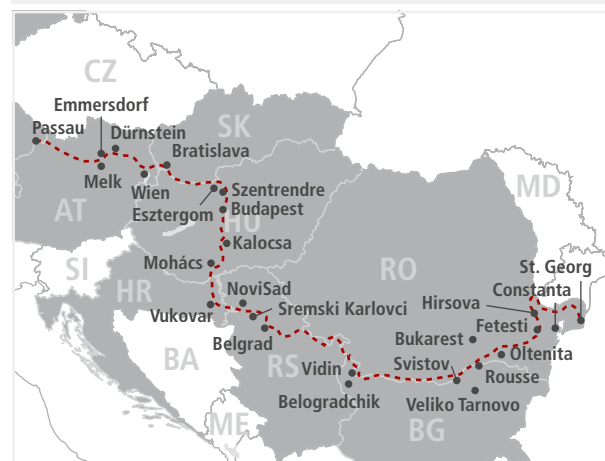 CZ
Emmersdorf
Passau
Dürnstein
SK
Bratislava
Melk
Wien
Esztergom
Szentrendre
Budapest
AT
HU
MD
Kalocsa
Mohács
SI
RO
St. Georg
Constanta
HR
NoviSad
Hirsova
Vukovar
Sremski Karlovci
Fetesti
Belgrad
Bukarest
Oltenita
BA
RS
Vidin
Svistov
Rousse
Belogradchik
Veliko Tarnovo
ME
BG